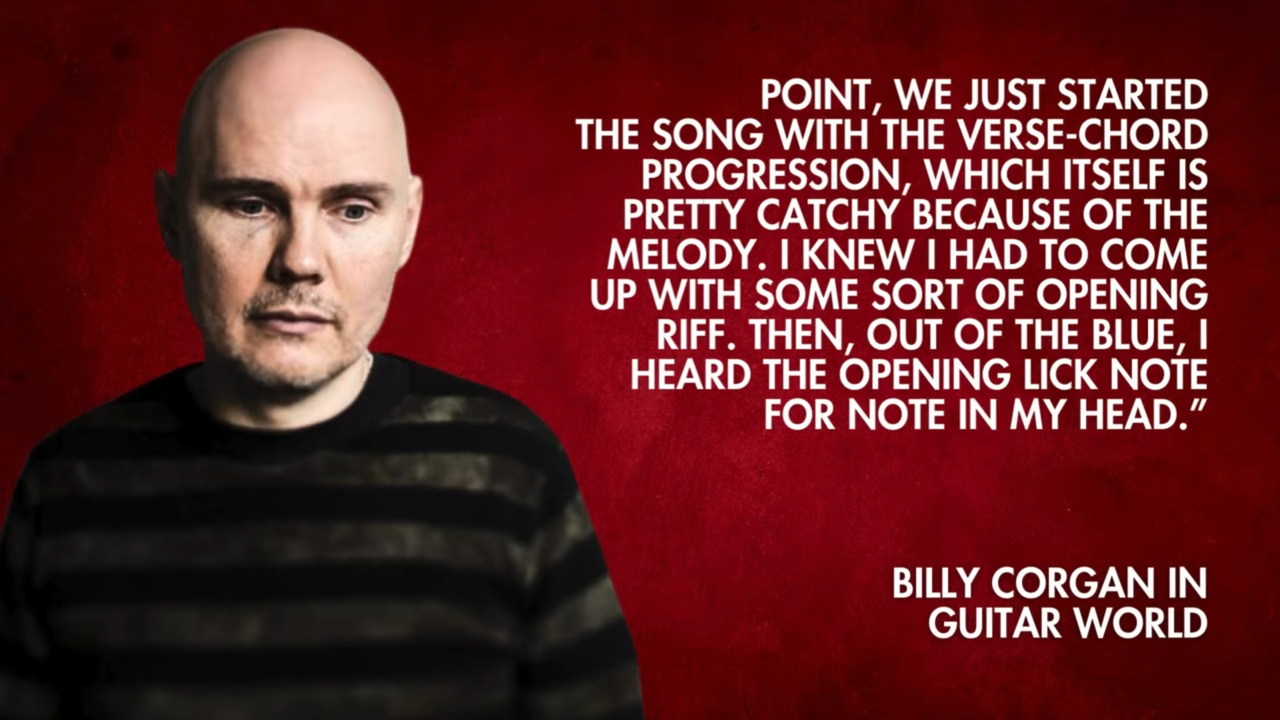 POINT, WE JUST STARTED
THE SONG WITH THE VERSE-CHORD
PROGRESSION, WHICH ITSELF IS
PRETTY CATCHY BECAUSE OF THE
MELODY. I KNEW I HAD TO COME
UP WITH SOME SORT OF OPENING
RIFF. THEN, OUT OF THE BLUE, I
HEARD THE OPENING LICK NOTE
FOR NOTE IN MY HEAD.”
BILLY CORGAN IN
GUITAR WORLD